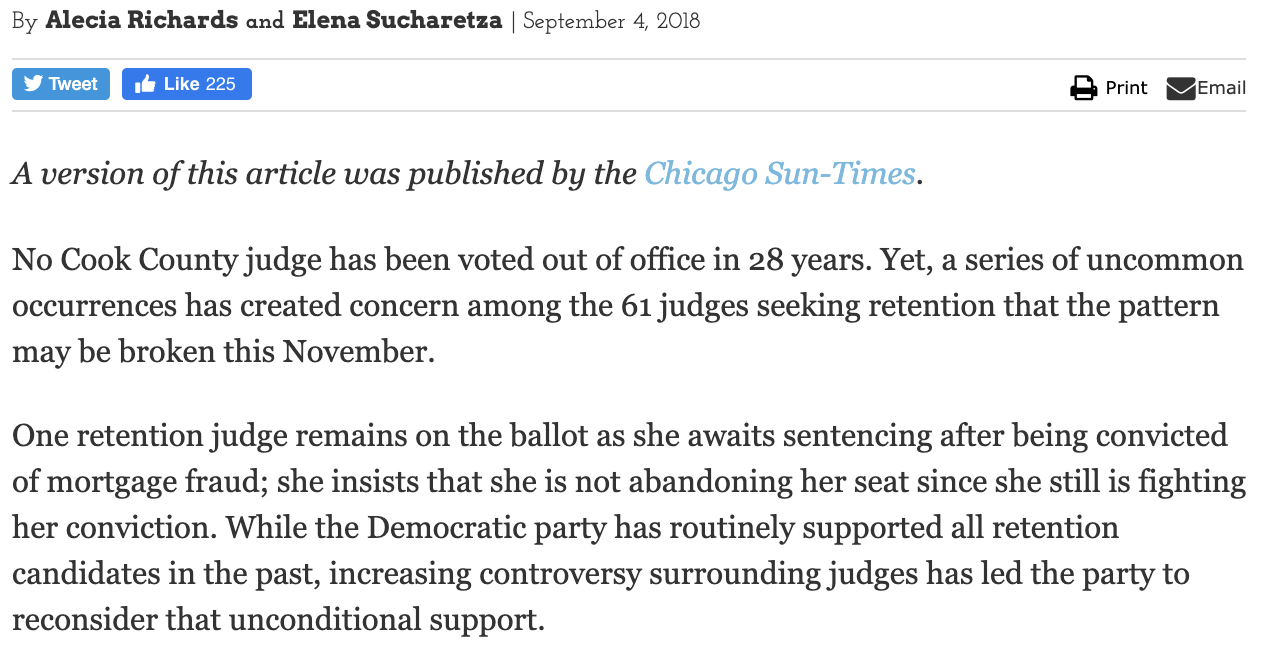 By Alecia Richards and Elena Sucharetza | September 4, 2018
Tweet Like 225 Print Email
A version of this article was published by the Chicago Sun-Times.
No Cook County judge has been voted out of office in 28 years. Yet, a series of uncommon
occurrences has created concern among the 61 judges seeking retention that the pattern
may be broken this November.
One retention judge remains on the ballot as she awaits sentencing after being convicted
of mortgage fraud; she insists that she is not abandoning her seat since she still is fighting
her conviction. While the Democratic party has routinely supported all retention
candidates in the past, increasing controversy surrounding judges has led the party to
reconsider that unconditional support.